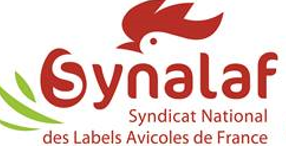 Synalaf
Syndicat National
des Labels Avicoles de France